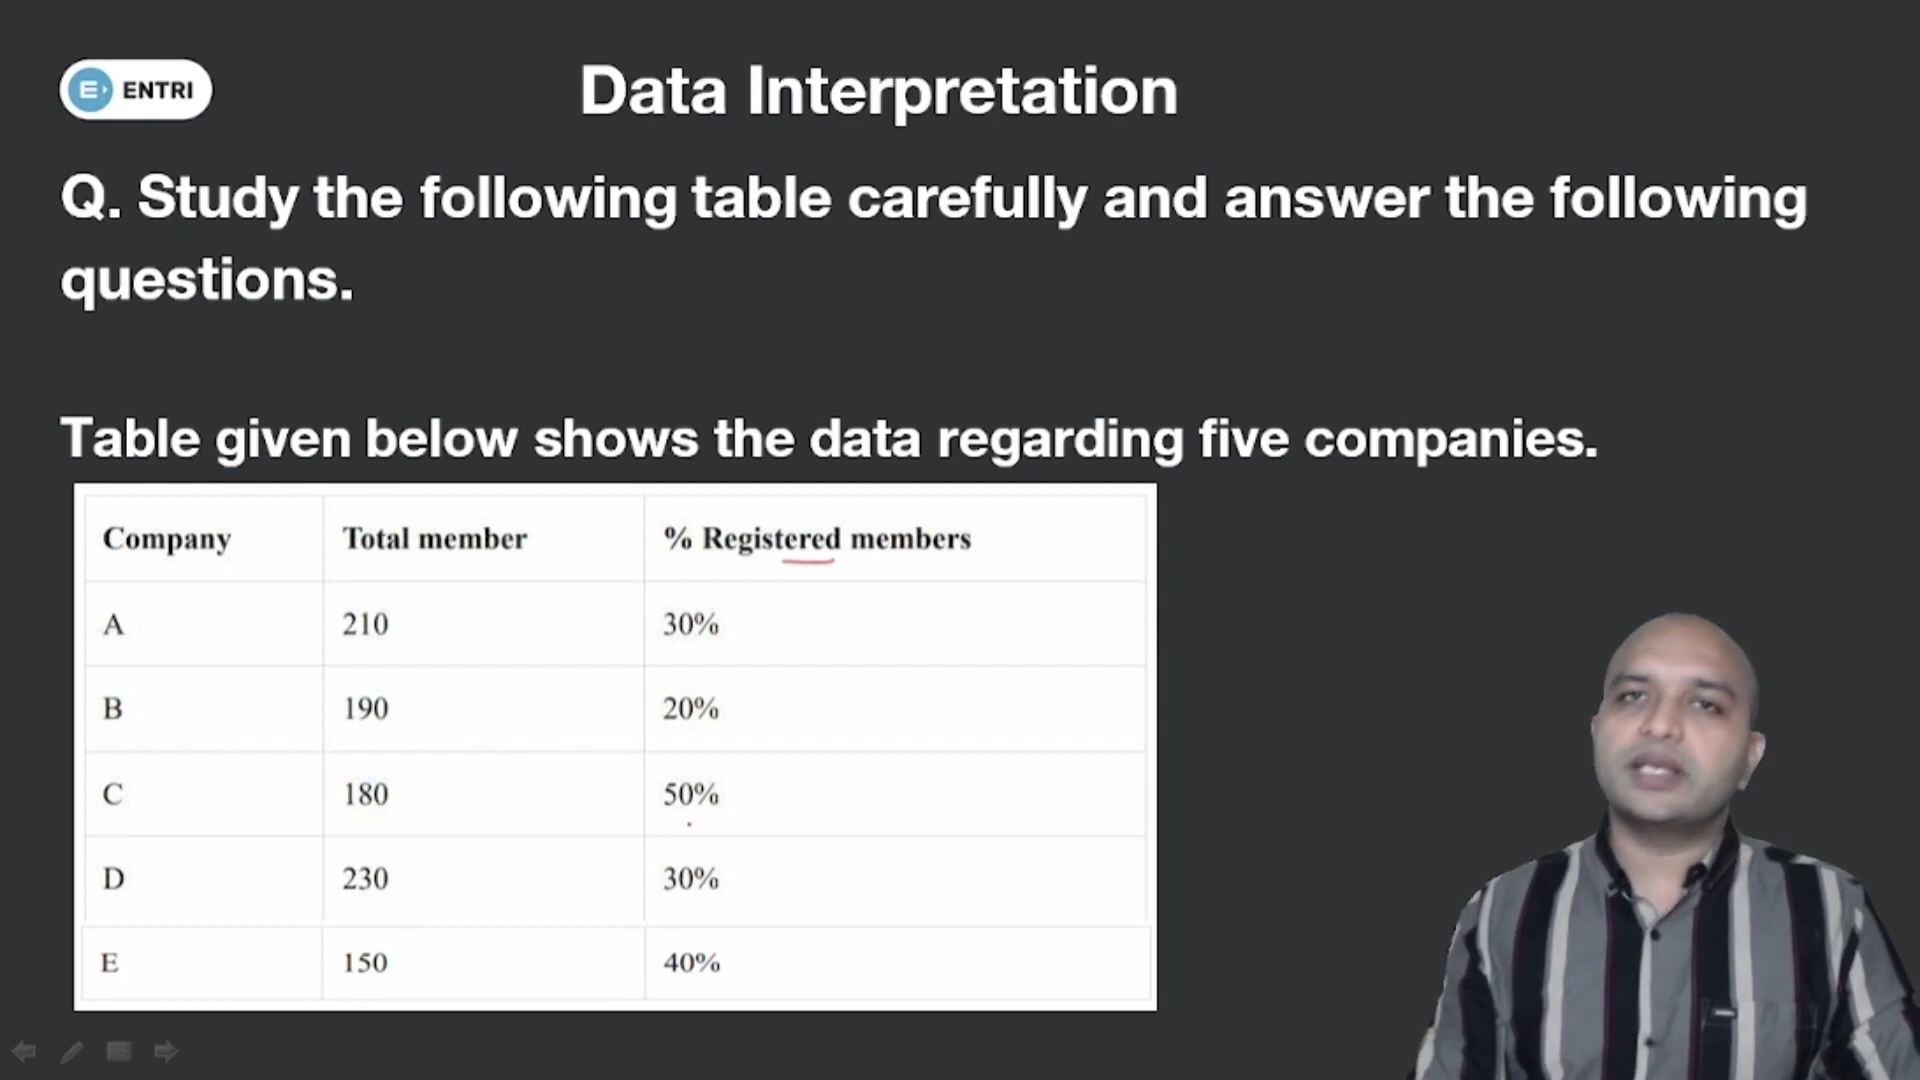 ENTRI
Data Interpretation
Q. Study the following table carefully and answer the following
questions.
Table given below shows the data regarding five companies.
Company Total member % Registered members
A 210 30%
B 190 20%
C 180 50%
D 230 30%
E 150 40%